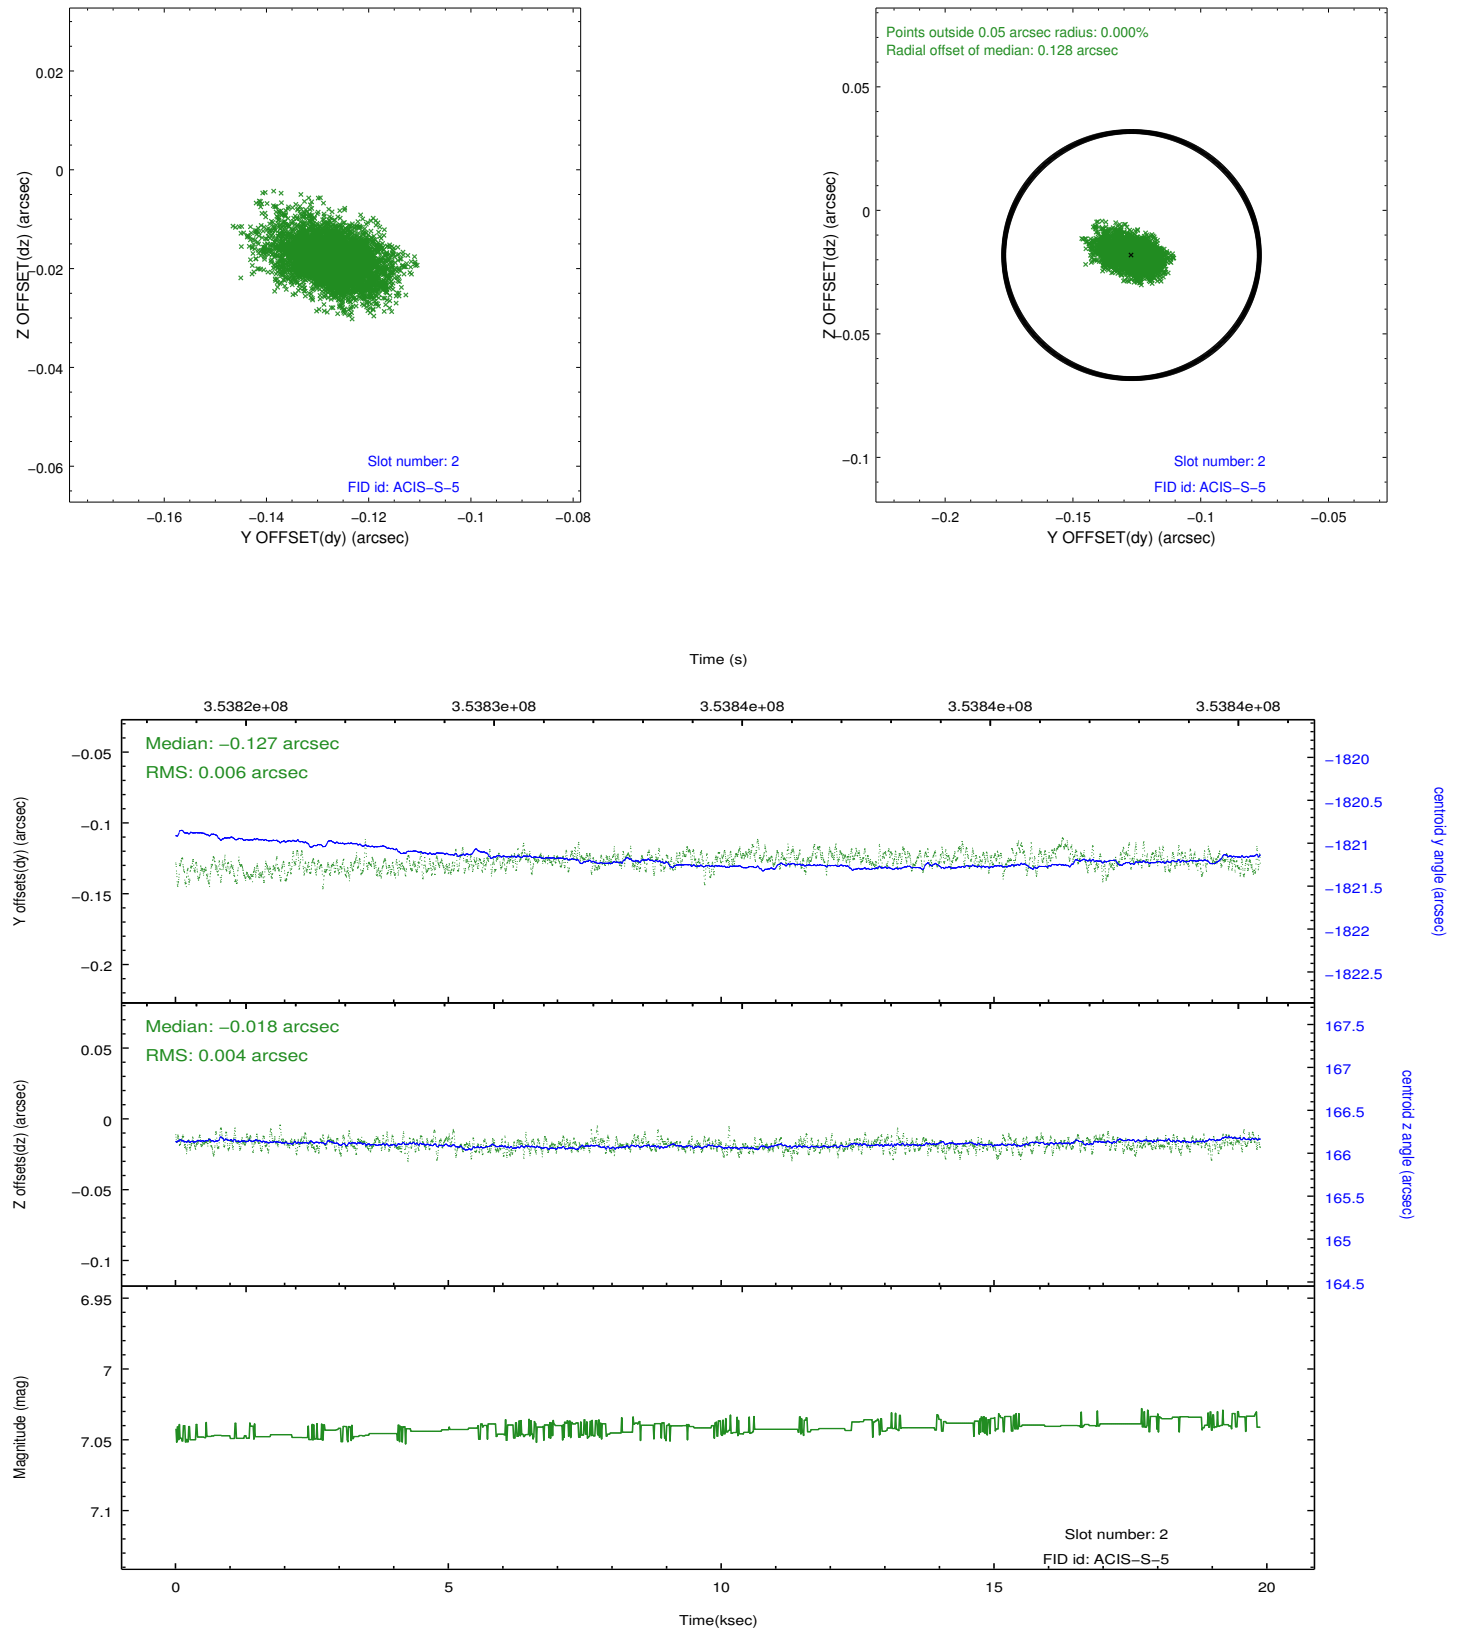 0.02
0
−0.02
−0.04
−0.06
Z OFFSET(dz) (arcsec)
−0.16
−0.14
−0.12
−0.1
−0.08
Y OFFSET(dy) (arcsec)
Slot number: 2
FID id: ACIS−S−5
Points outside 0.05 arcsec radius: 0.000%
Radial offset of median: 0.128 arcsec
0.05
0
−0.05
−0.1
Z OFFSET(dz) (arcsec)
−0.2
−0.15
−0.1
−0.05
Y OFFSET(dy) (arcsec)
Slot number: 2
FID id: ACIS−S−5
Time (s)
3.5382e+08
3.5383e+08
3.5384e+08
3.5384e+08
3.5384e+08
Median: −0.127 arcsec
RMS: 0.006 arcsec
−0.05
−0.1
−0.15
−0.2
Y offsets(dy) (arcsec)
−1820
−1820.5
−1821
−1821.5
−1822
−1822.5
centroid y angle (arcsec)
Median: −0.018 arcsec
RMS: 0.004 arcsec
0.05
0
−0.05
−0.1
Z offsets(dz) (arcsec)
167.5
167
166.5
166
165.5
165
164.5
centroid z angle (arcsec)
6.95
7
7.05
7.1
Magnitude (mag)
Slot number: 2
FID id: ACIS−S−5
0
5
10
15
20
Time(ksec)